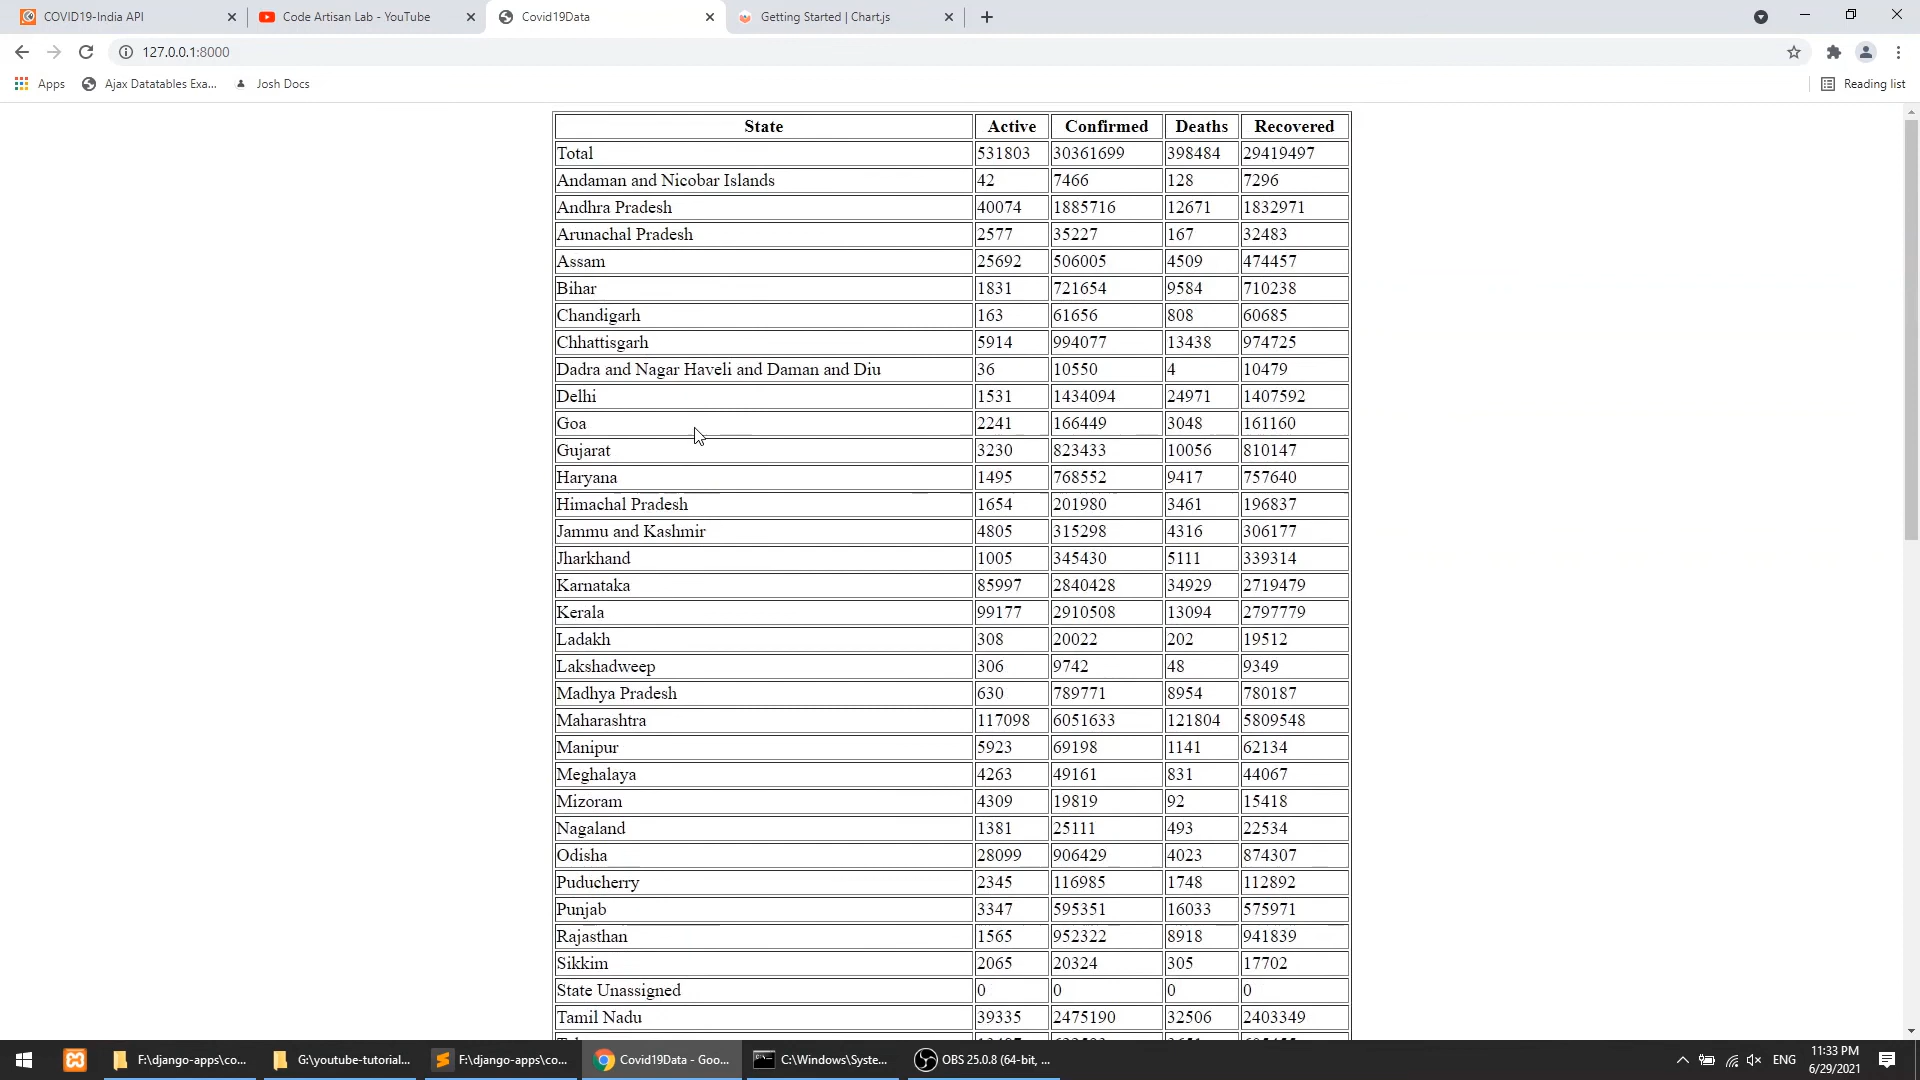 COVID19-India API
Code Artisan Lab - YouTube
Covid19Data
Getting Started | Chart.js
127.0.0.1:8000
Apps
Ajax Datatables Exa...
Josh Docs
Reading list
State Active Confirmed Deaths Recovered
Total 531803 30361699 398484 29419497
Andaman and Nicobar Islands 42 7466 128 7296
Andhra Pradesh 40074 1885716 12671 1832971
Arunachal Pradesh 2577 35227 167 32483
Assam 25692 506005 4509 474457
Bihar 1831 721654 9584 710238
Chandigarh 163 61656 808 60685
Chhattisgarh 5914 994077 13438 974725
Dadra and Nagar Haveli and Daman and Diu 36 10550 4 10479
Delhi 1531 1434094 24971 1407592
Goa 2241 166449 3048 161160
Gujarat 3230 823433 10056 810147
Haryana 1495 768552 9417 757640
Himachal Pradesh 1654 201980 3461 196837
Jammu and Kashmir 4805 315298 4316 306177
Jharkhand 1005 345430 5111 339314
Karnataka 85997 2840428 34929 2719479
Kerala 99177 2910508 13094 2797779
Ladakh 308 20022 202 19512
Lakshadweep 306 9742 48 9349
Madhya Pradesh 630 789771 8954 780187
Maharashtra 117098 6051633 121804 5809548
Manipur 5923 69198 1141 62134
Meghalaya 4263 49161 831 44067
Mizoram 4309 19819 92 15418
Nagaland 1381 25111 493 22534
Odisha 28099 906429 4023 874307
Puducherry 2345 116985 1748 112892
Punjab 3347 595351 16033 575971
Rajasthan 1565 952322 8918 941839
Sikkim 2065 20324 305 17702
State Unassigned 0 0 0 0
Tamil Nadu 39335 2475190 32506 2403349
F:\django-apps\co...
G:\youtube-tutorial...
F:\django-apps\co...
Covid19Data - Goo...
C:\Windows\Syste...
OBS 25.0.8 (64-bit, ...
ENG
11:33 PM
6/29/2021